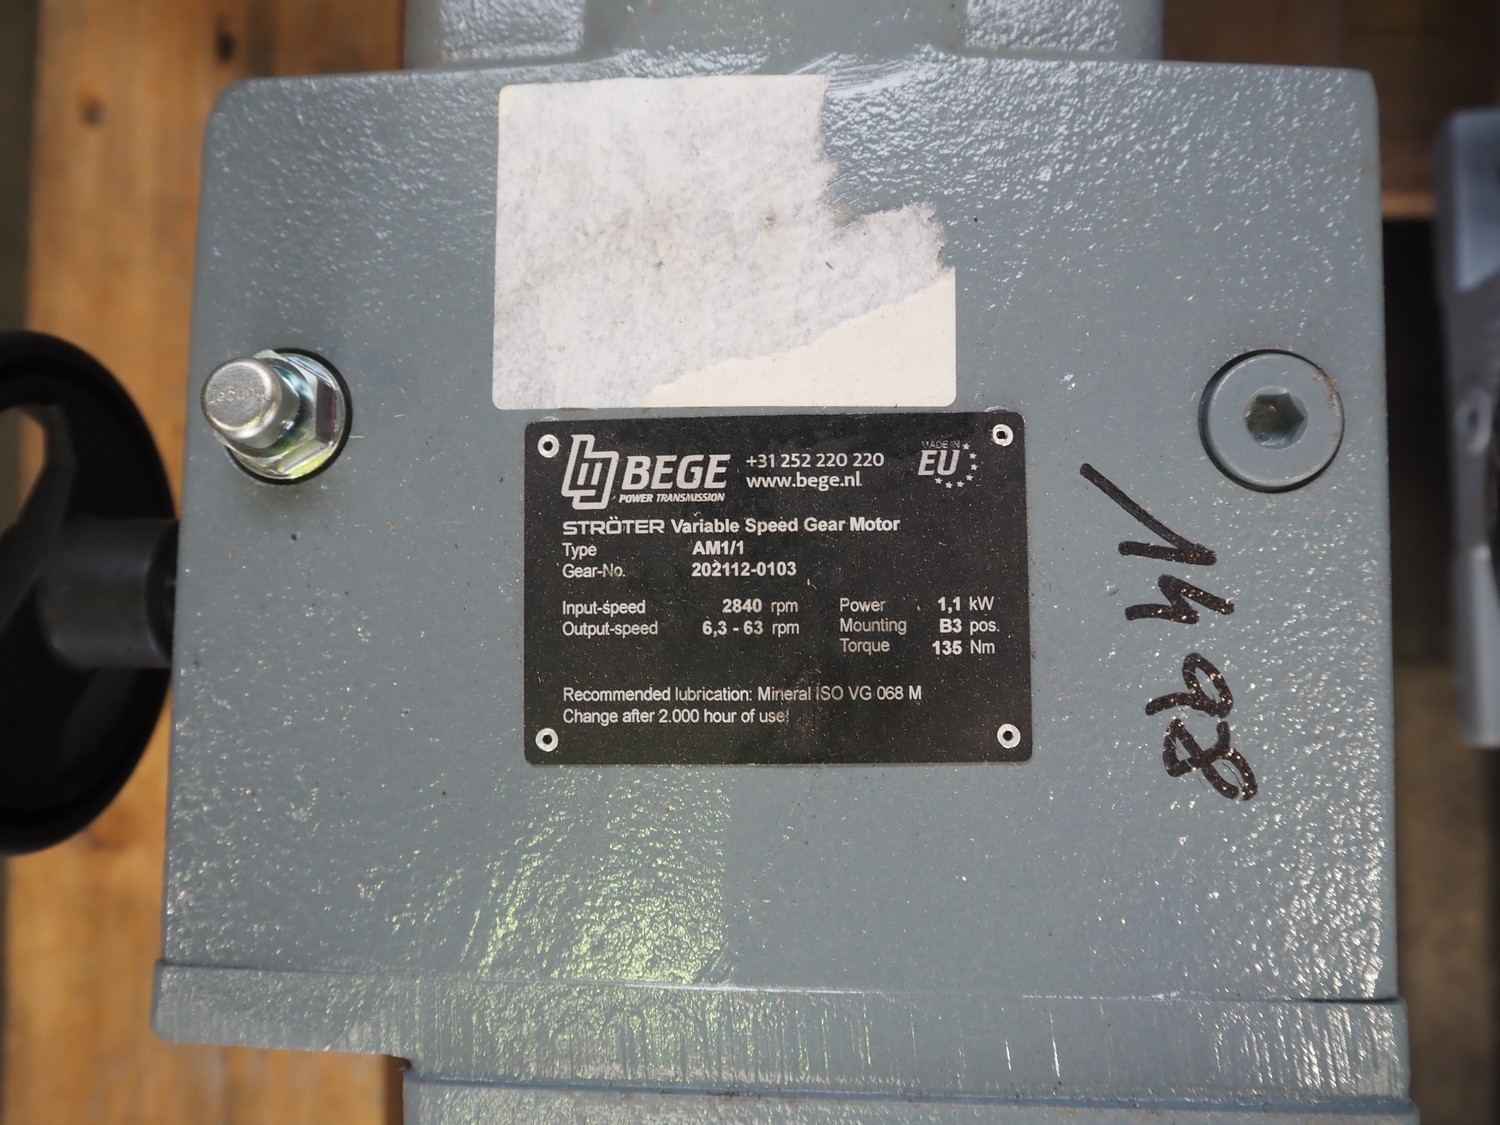 BEGE
POWER TRANSMISSION
+31 252 220 220
www.bege.nl
MADE IN
EU
STRÖTER Variable Speed Gear Motor
Type AM1/1
Gear-No. 202112-0103
Input-speed 2840 rpm Power 1,1 kW
Output-speed 6,3 - 63 rpm Mounting B3 pos.
Torque 135 Nm
Recommended lubrication: Mineral ISO VG 068 M
Change after 2.000 hour of use!
1498